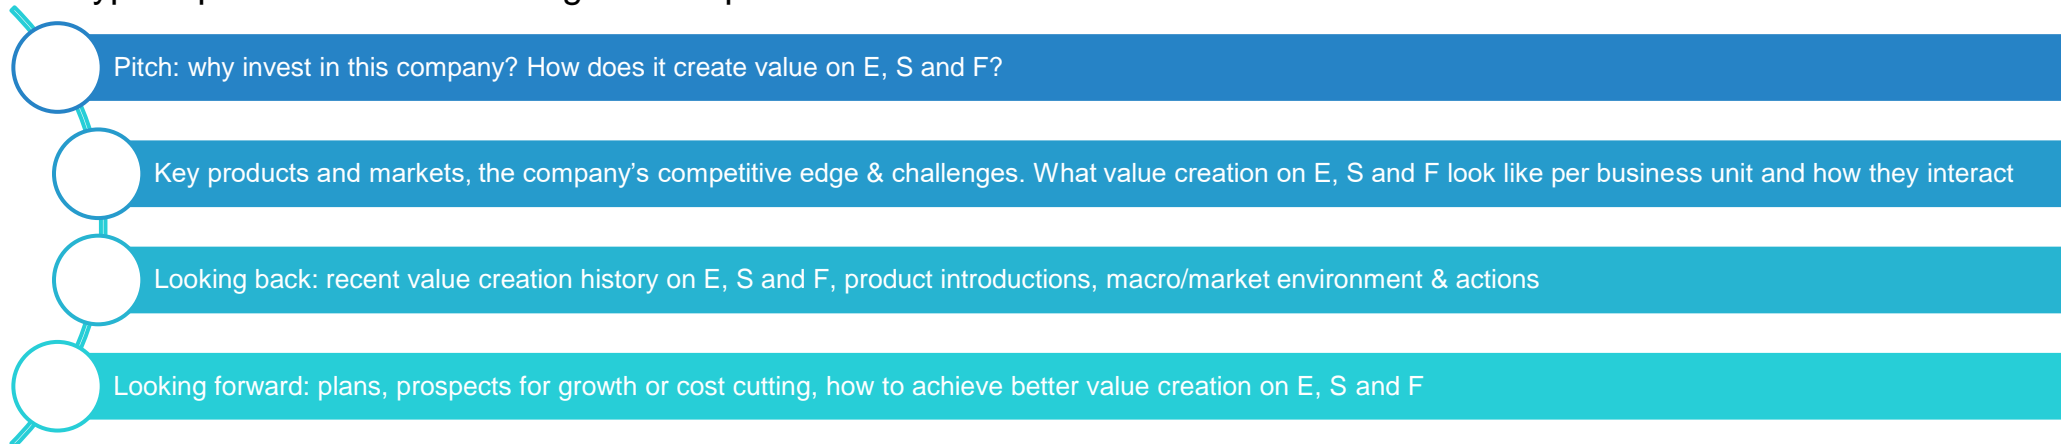 Pitch: why invest in this company? How does it create value on E, S and F?
Key products and markets, the company’s competitive edge & challenges. What value creation on E, S and F look like per business unit and how they interact
Looking back: recent value creation history on E, S and F, product introductions, macro/market environment & actions
Looking forward: plans, prospects for growth or cost cutting, how to achieve better value creation on E, S and F